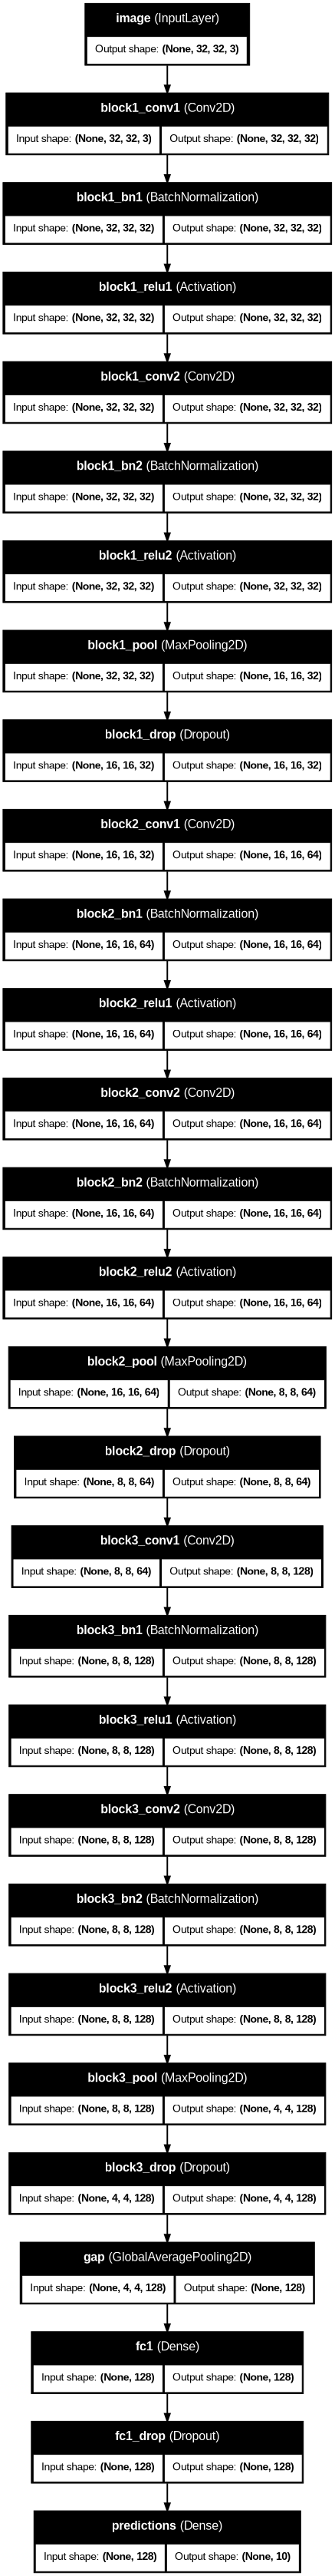 image (InputLayer)
Output shape: (None, 32, 32, 3)
block1_conv1 (Conv2D)
Input shape: (None, 32, 32, 3) Output shape: (None, 32, 32, 32)
block1_bn1 (BatchNormalization)
Input shape: (None, 32, 32, 32) Output shape: (None, 32, 32, 32)
block1_relu1 (Activation)
Input shape: (None, 32, 32, 32) Output shape: (None, 32, 32, 32)
block1_conv2 (Conv2D)
Input shape: (None, 32, 32, 32) Output shape: (None, 32, 32, 32)
block1_bn2 (BatchNormalization)
Input shape: (None, 32, 32, 32) Output shape: (None, 32, 32, 32)
block1_relu2 (Activation)
Input shape: (None, 32, 32, 32) Output shape: (None, 32, 32, 32)
block1_pool (MaxPooling2D)
Input shape: (None, 32, 32, 32) Output shape: (None, 16, 16, 32)
block1_drop (Dropout)
Input shape: (None, 16, 16, 32) Output shape: (None, 16, 16, 32)
block2_conv1 (Conv2D)
Input shape: (None, 16, 16, 32) Output shape: (None, 16, 16, 64)
block2_bn1 (BatchNormalization)
Input shape: (None, 16, 16, 64) Output shape: (None, 16, 16, 64)
block2_relu1 (Activation)
Input shape: (None, 16, 16, 64) Output shape: (None, 16, 16, 64)
block2_conv2 (Conv2D)
Input shape: (None, 16, 16, 64) Output shape: (None, 16, 16, 64)
block2_bn2 (BatchNormalization)
Input shape: (None, 16, 16, 64) Output shape: (None, 16, 16, 64)
block2_relu2 (Activation)
Input shape: (None, 16, 16, 64) Output shape: (None, 16, 16, 64)
block2_pool (MaxPooling2D)
Input shape: (None, 16, 16, 64) Output shape: (None, 8, 8, 64)
block2_drop (Dropout)
Input shape: (None, 8, 8, 64) Output shape: (None, 8, 8, 64)
block3_conv1 (Conv2D)
Input shape: (None, 8, 8, 64) Output shape: (None, 8, 8, 128)
block3_bn1 (BatchNormalization)
Input shape: (None, 8, 8, 128) Output shape: (None, 8, 8, 128)
block3_relu1 (Activation)
Input shape: (None, 8, 8, 128) Output shape: (None, 8, 8, 128)
block3_conv2 (Conv2D)
Input shape: (None, 8, 8, 128) Output shape: (None, 8, 8, 128)
block3_bn2 (BatchNormalization)
Input shape: (None, 8, 8, 128) Output shape: (None, 8, 8, 128)
block3_relu2 (Activation)
Input shape: (None, 8, 8, 128) Output shape: (None, 8, 8, 128)
block3_pool (MaxPooling2D)
Input shape: (None, 8, 8, 128) Output shape: (None, 4, 4, 128)
block3_drop (Dropout)
Input shape: (None, 4, 4, 128) Output shape: (None, 4, 4, 128)
gap (GlobalAveragePooling2D)
Input shape: (None, 4, 4, 128) Output shape: (None, 128)
fc1 (Dense)
Input shape: (None, 128) Output shape: (None, 128)
fc1_drop (Dropout)
Input shape: (None, 128) Output shape: (None, 128)
predictions (Dense)
Input shape: (None, 128) Output shape: (None, 10)